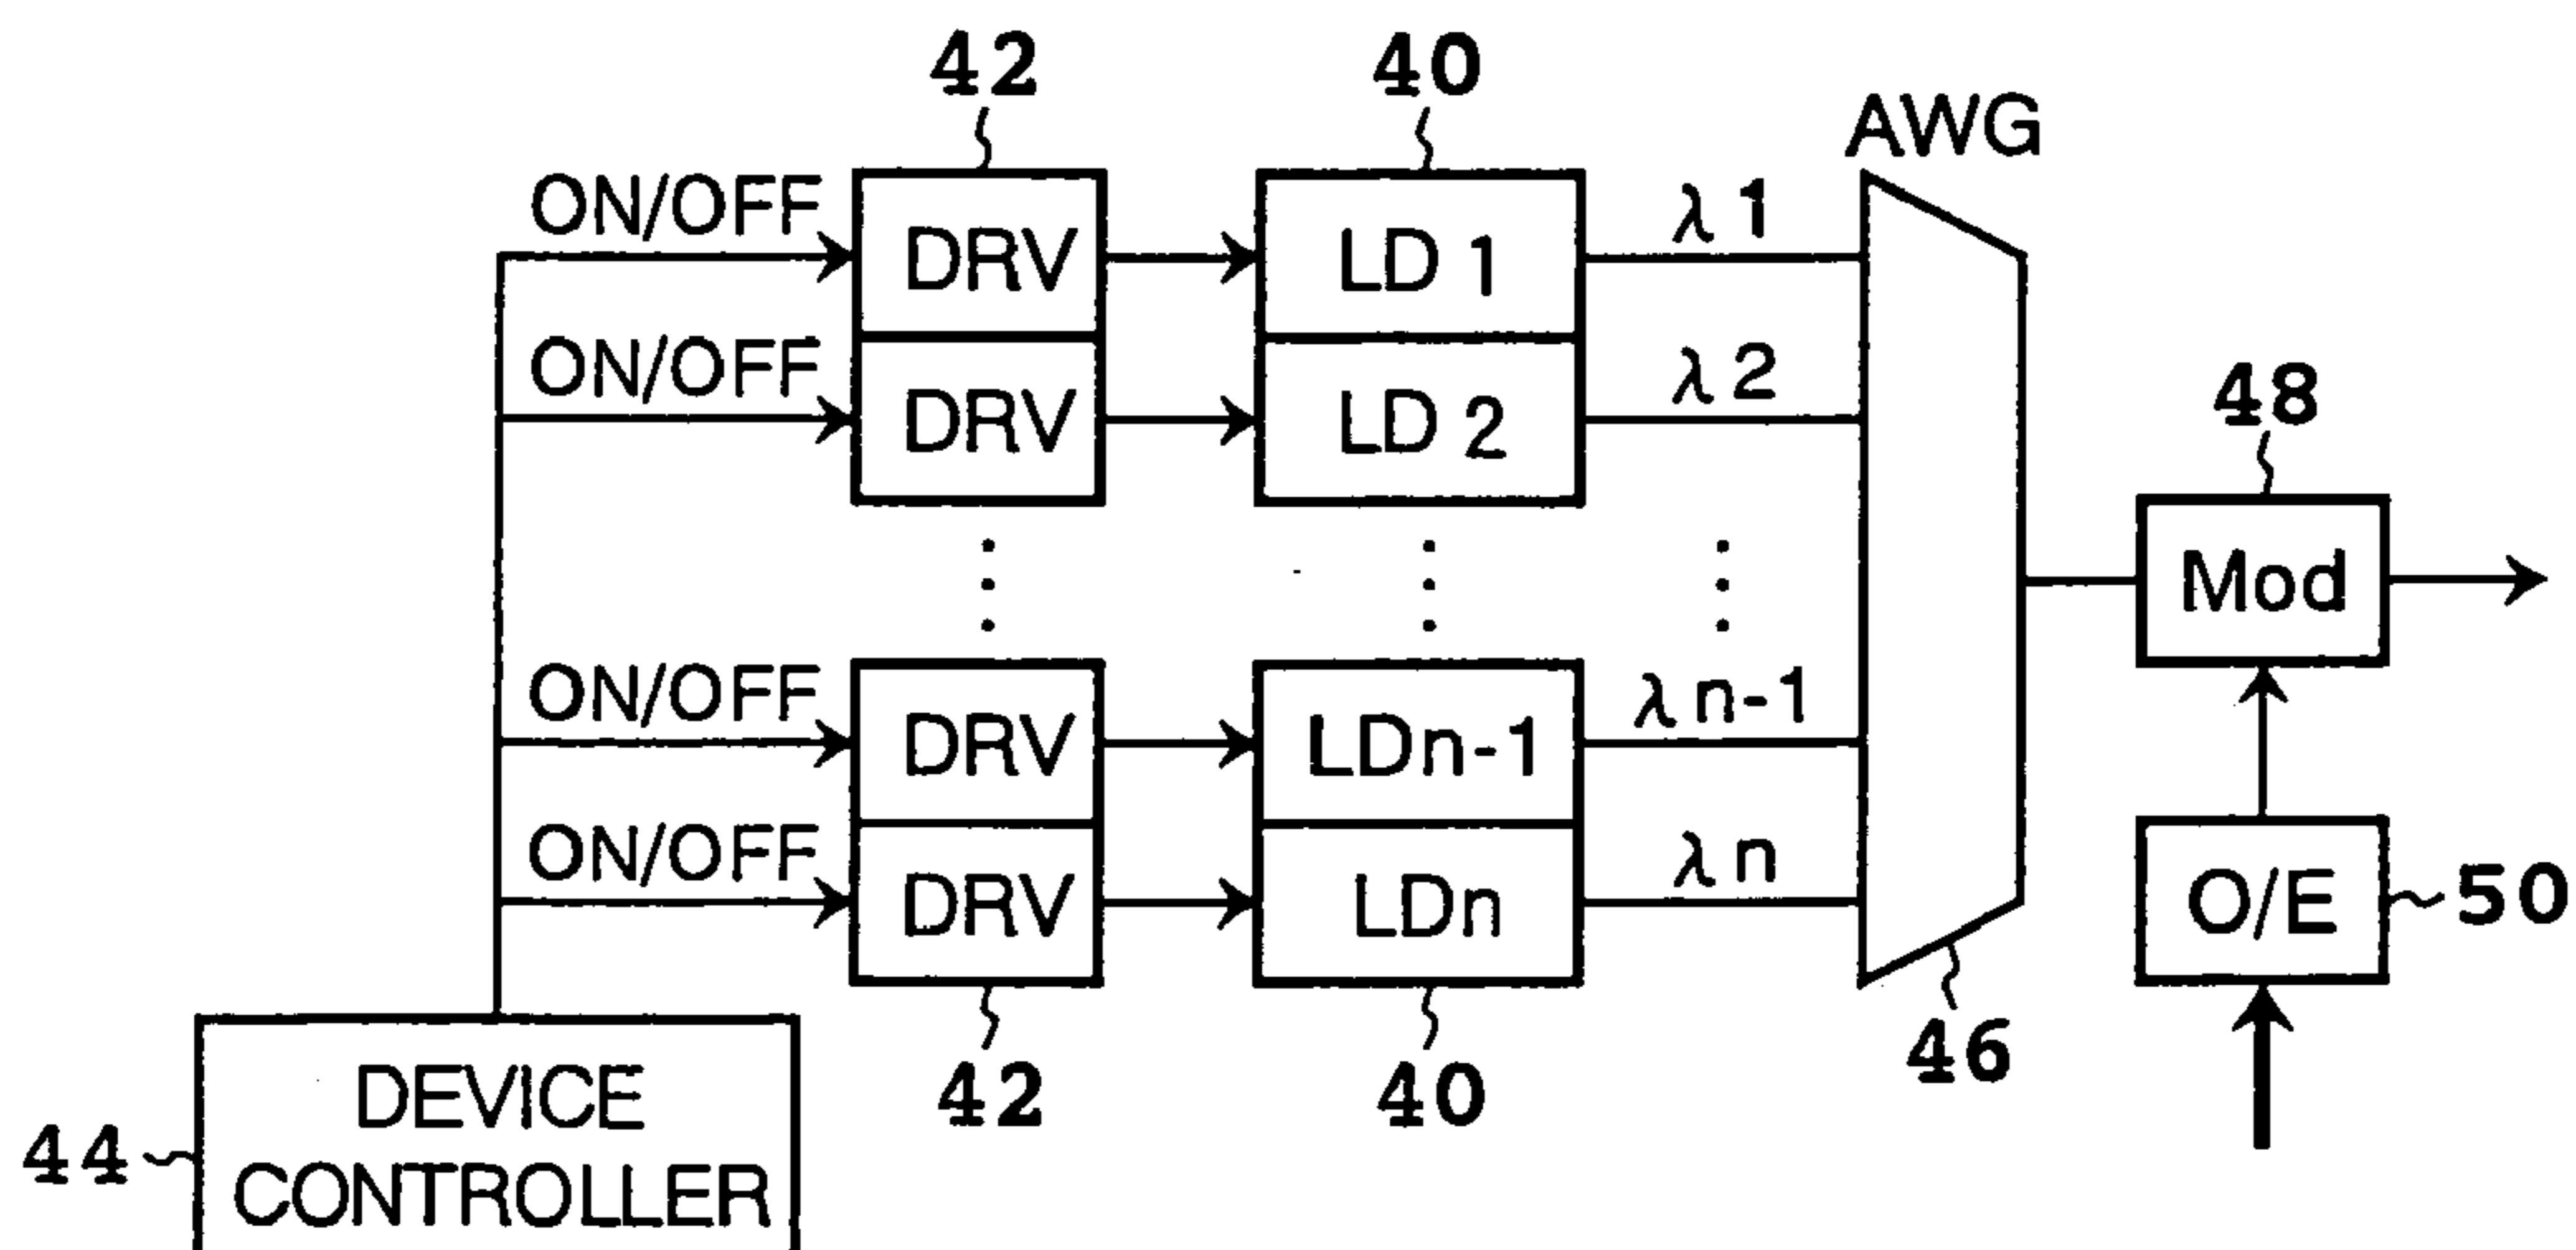 42
40
AWG
ON/OFF
DRV
LD 1
λ1
ON/OFF
DRV
LD 2
λ2
48
Mod
ON/OFF
DRV
LDn-1
λn-1
ON/OFF
DRV
LDn
λn
O/E
50
42
40
46
44
DEVICE
CONTROLLER